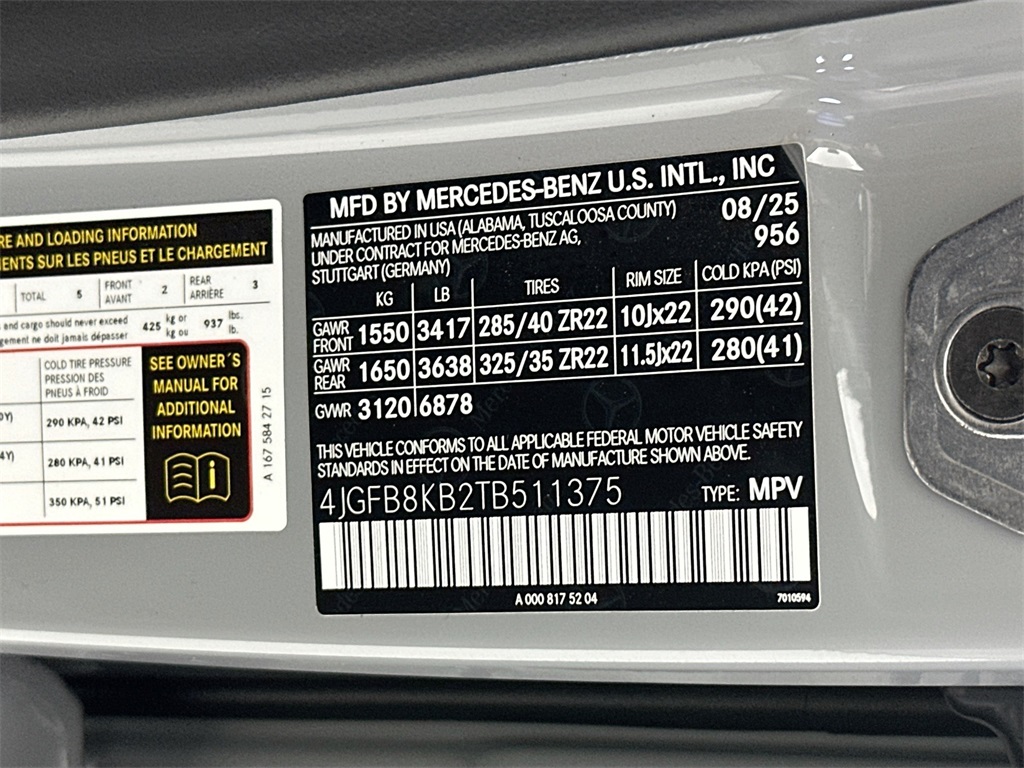 RE AND LOADING INFORMATION
MENTS SUR LES PNEUS ET LE CHARGEMENT
TOTAL 5 FRONT AVANT 2 REAR ARRIÈRE 3
and cargo should never exceed 425 kg or 937 lbs.
gement ne doit jamais dépasser kg ou lb.
COLD TIRE PRESSURE
PRESSION DES
PNEUS À FROID
290 KPA, 42 PSI
4Y) 280 KPA, 41 PSI
350 KPA, 51 PSI
SEE OWNER´S
MANUAL FOR
ADDITIONAL
INFORMATION
i
A 167 584 27 15
MFD BY MERCEDES-BENZ U.S. INTL., INC
MANUFACTURED IN USA (ALABAMA, TUSCALOOSA COUNTY) 08/25
UNDER CONTRACT FOR MERCEDES-BENZ AG, 956
STUTTGART (GERMANY)
KG LB TIRES RIM SIZE COLD KPA (PSI)
GAWR FRONT 1550 3417 285/40 ZR22 10Jx22 290(42)
GAWR REAR 1650 3638 325/35 ZR22 11.5Jx22 280(41)
GVWR 3120 6878
THIS VEHICLE CONFORMS TO ALL APPLICABLE FEDERAL MOTOR VEHICLE SAFETY
STANDARDS IN EFFECT ON THE DATE OF MANUFACTURE SHOWN ABOVE.
4JGFB8KB2TB511375 TYPE: MPV
A 000 817 52 04
7010594